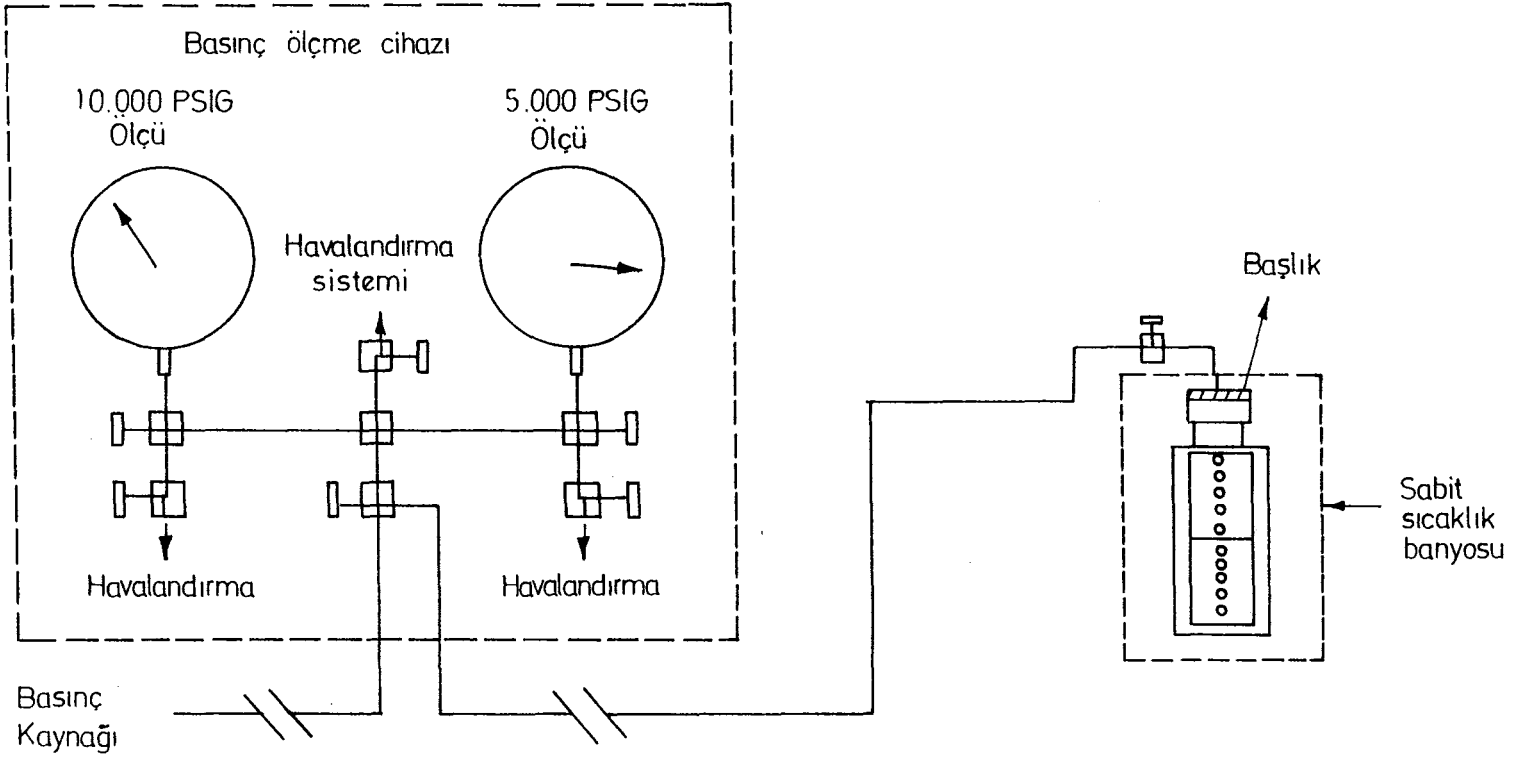 Basınç ölçme cihazı
10.000 PSIG
Ölçü
5.000 PSIG
Ölçü
Havalandırma
sistemi
Başlık
Sabit
sıcaklık
banyosu
Havalandırma
Havalandırma
Basınç
Kaynağı